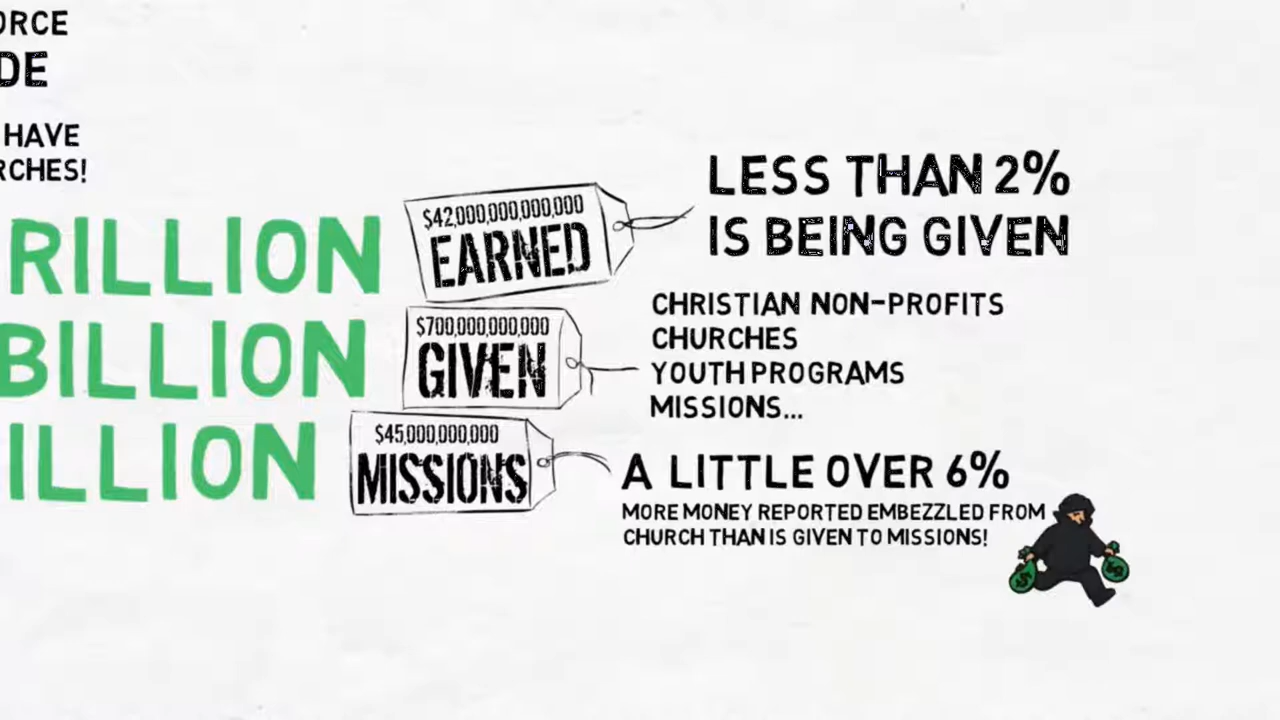 ORCE
DE
HAVE
RCHES!
LESS THAN 2%
IS BEING GIVEN
RILLION
$42,000,000,000,000
EARNED
CHRISTIAN NON-PROFITS
CHURCHES
YOUTH PROGRAMS
MISSIONS...
BILLION
$700,000,000,000
GIVEN
ILLION
$45,000,000,000
MISSIONS
A LITTLE OVER 6%
MORE MONEY REPORTED EMBEZZLED FROM
CHURCH THAN IS GIVEN TO MISSIONS!
$